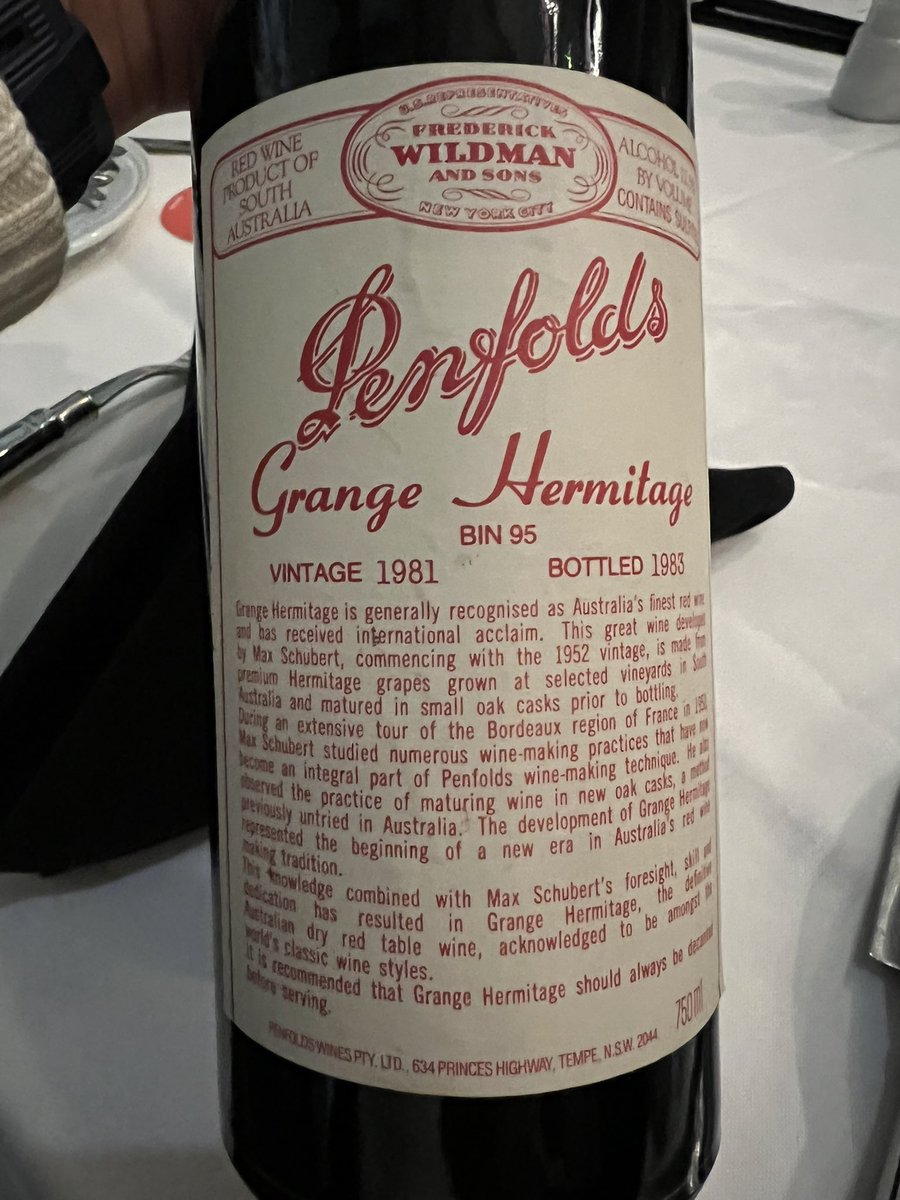 U.S. REPRESENTATIVES
FREDERICK
WILDMAN
AND SONS
NEW YORK CITY
RED WINE
PRODUCT OF
SOUTH
AUSTRALIA
ALCOHOL
BY VOLUME
CONTAINS
Penfolds
Grange Hermitage
BIN 95
VINTAGE 1981 BOTTLED 1983
Grange Hermitage is generally recognised as Australia's finest red wine
and has received international acclaim. This great wine developed
by Max Schubert, commencing with the 1952 vintage, is made from
premium Hermitage grapes grown at selected vineyards in South
Australia and matured in small oak casks prior to bottling.
During an extensive tour of the Bordeaux region of France in 1950,
Max Schubert studied numerous wine-making practices that have now
become an integral part of Penfolds wine-making technique. He also
observed the practice of maturing wine in new oak casks, a method
previously untried in Australia. The development of Grange Hermitage
represented the beginning of a new era in Australia's red wine
making tradition.
This knowledge combined with Max Schubert's foresight, skill and
dedication has resulted in Grange Hermitage, the definitive
Australian dry red table wine, acknowledged to be amongst the
world's classic wine styles.
It is recommended that Grange Hermitage should always be decanted
before serving.
750 ml
PENFOLDS WINES PTY. LTD., 634 PRINCES HIGHWAY, TEMPE, N.S.W. 2044